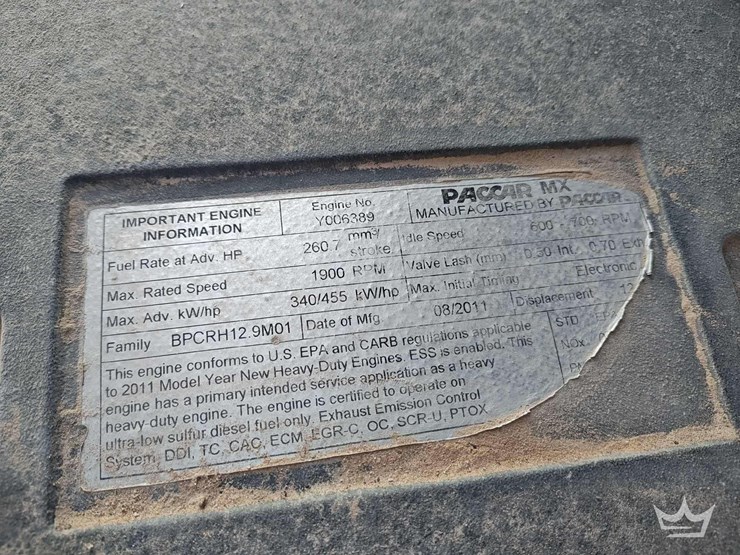 IMPORTANT ENGINE INFORMATION
Engine No.
Y006389
PACCAR MX
MANUFACTURED BY PACCAR
Fuel Rate at Adv. HP 260.7 mm³/stroke Idle Speed 600 - 700 RPM
Max. Rated Speed 1900 RPM Valve Lash (mm) 0.50 Int. 0.70 Exh
Max. Adv. kW/hp 340/455 kW/hp Max. Initial Timing Electronic
Family BPCRH12.9M01 Date of Mfg 08/2011 Displacement 12
This engine conforms to U.S. EPA and CARB regulations applicable
to 2011 Model Year New Heavy-Duty Engines. ESS is enabled. This
engine has a primary intended service application as a heavy
heavy-duty engine. The engine is certified to operate on
ultra-low sulfur diesel fuel only. Exhaust Emission Control
System, DDI, TC, CAC, ECM, EGR-C, OC, SCR-U, PTOX
STD
NOx